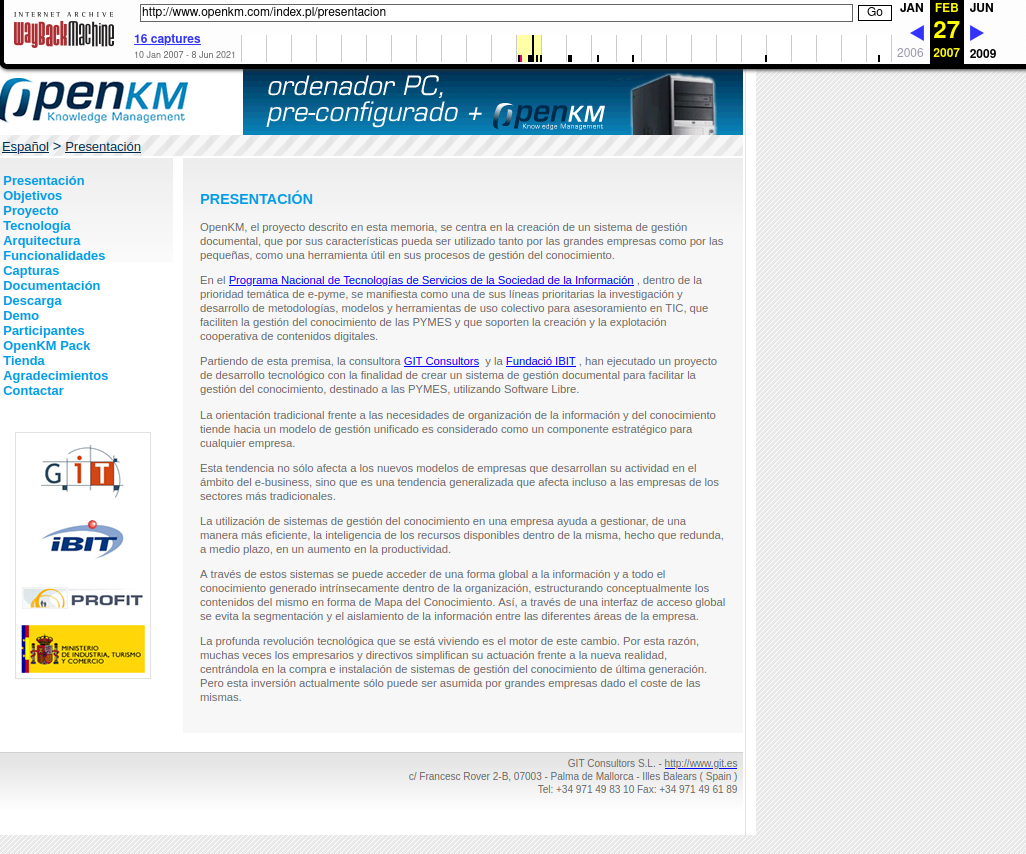 INTERNET ARCHIVE
WayBackMachine
http://www.openkm.com/index.pl/presentacion
Go
JAN FEB JUN
16 captures
27
10 Jan 2007 - 8 Jun 2021
2006 2007 2009
OpenKM
Knowledge Management
ordenador PC,
pre-configurado + OpenKM
Knowledge Management
Español > Presentación
Presentación
Objetivos
Proyecto
Tecnología
Arquitectura
Funcionalidades
Capturas
Documentación
Descarga
Demo
Participantes
OpenKM Pack
Tienda
Agradecimientos
Contactar
GiT
iBIT
PROFIT
MINISTERIO
DE INDUSTRIA, TURISMO
Y COMERCIO
PRESENTACIÓN
OpenKM, el proyecto descrito en esta memoria, se centra en la creación de un sistema de gestión
documental, que por sus características pueda ser utilizado tanto por las grandes empresas como por las
pequeñas, como una herramienta útil en sus procesos de gestión del conocimiento.
En el Programa Nacional de Tecnologías de Servicios de la Sociedad de la Información , dentro de la
prioridad temática de e-pyme, se manifiesta como una de sus líneas prioritarias la investigación y
desarrollo de metodologías, modelos y herramientas de uso colectivo para asesoramiento en TIC, que
faciliten la gestión del conocimiento de las PYMES y que soporten la creación y la explotación
cooperativa de contenidos digitales.
Partiendo de esta premisa, la consultora GIT Consultors y la Fundació IBIT , han ejecutado un proyecto
de desarrollo tecnológico con la finalidad de crear un sistema de gestión documental para facilitar la
gestión del conocimiento, destinado a las PYMES, utilizando Software Libre.
La orientación tradicional frente a las necesidades de organización de la información y del conocimiento
tiende hacia un modelo de gestión unificado es considerado como un componente estratégico para
cualquier empresa.
Esta tendencia no sólo afecta a los nuevos modelos de empresas que desarrollan su actividad en el
ámbito del e-business, sino que es una tendencia generalizada que afecta incluso a las empresas de los
sectores más tradicionales.
La utilización de sistemas de gestión del conocimiento en una empresa ayuda a gestionar, de una
manera más eficiente, la inteligencia de los recursos disponibles dentro de la misma, hecho que redunda,
a medio plazo, en un aumento en la productividad.
A través de estos sistemas se puede acceder de una forma global a la información y a todo el
conocimiento generado intrínsecamente dentro de la organización, estructurando conceptualmente los
contenidos del mismo en forma de Mapa del Conocimiento. Así, a través de una interfaz de acceso global
se evita la segmentación y el aislamiento de la información entre las diferentes áreas de la empresa.
La profunda revolución tecnológica que se está viviendo es el motor de este cambio. Por esta razón,
muchas veces los empresarios y directivos simplifican su actuación frente a la nueva realidad,
centrándola en la compra e instalación de sistemas de gestión del conocimiento de última generación.
Pero esta inversión actualmente sólo puede ser asumida por grandes empresas dado el coste de las
mismas.
GIT Consultors S.L. - http://www.git.es
c/ Francesc Rover 2-B, 07003 - Palma de Mallorca - Illes Balears ( Spain )
Tel: +34 971 49 83 10 Fax: +34 971 49 61 89